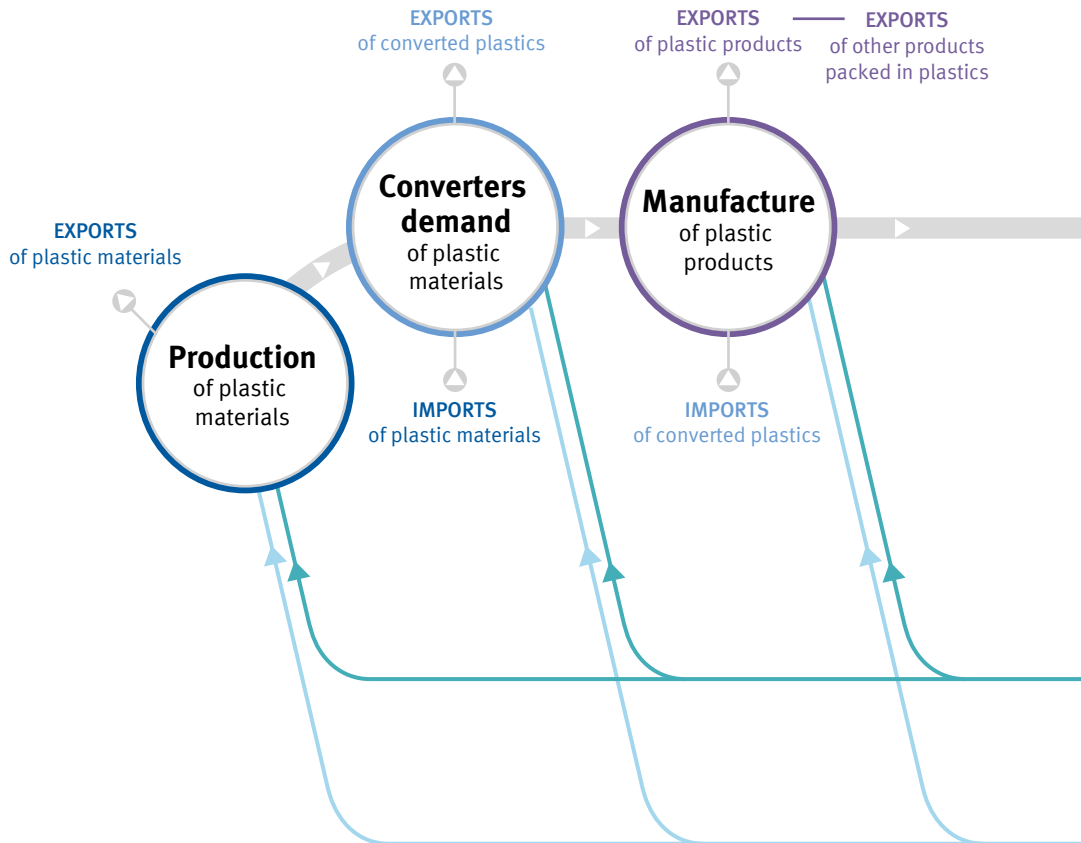 EXPORTS
of converted plastics
EXPORTS
of plastic products
EXPORTS
of other products
packed in plastics
EXPORTS
of plastic materials
Converters
demand
of plastic
materials
Manufacture
of plastic
products
Production
of plastic
materials
IMPORTS
of plastic materials
IMPORTS
of converted plastics